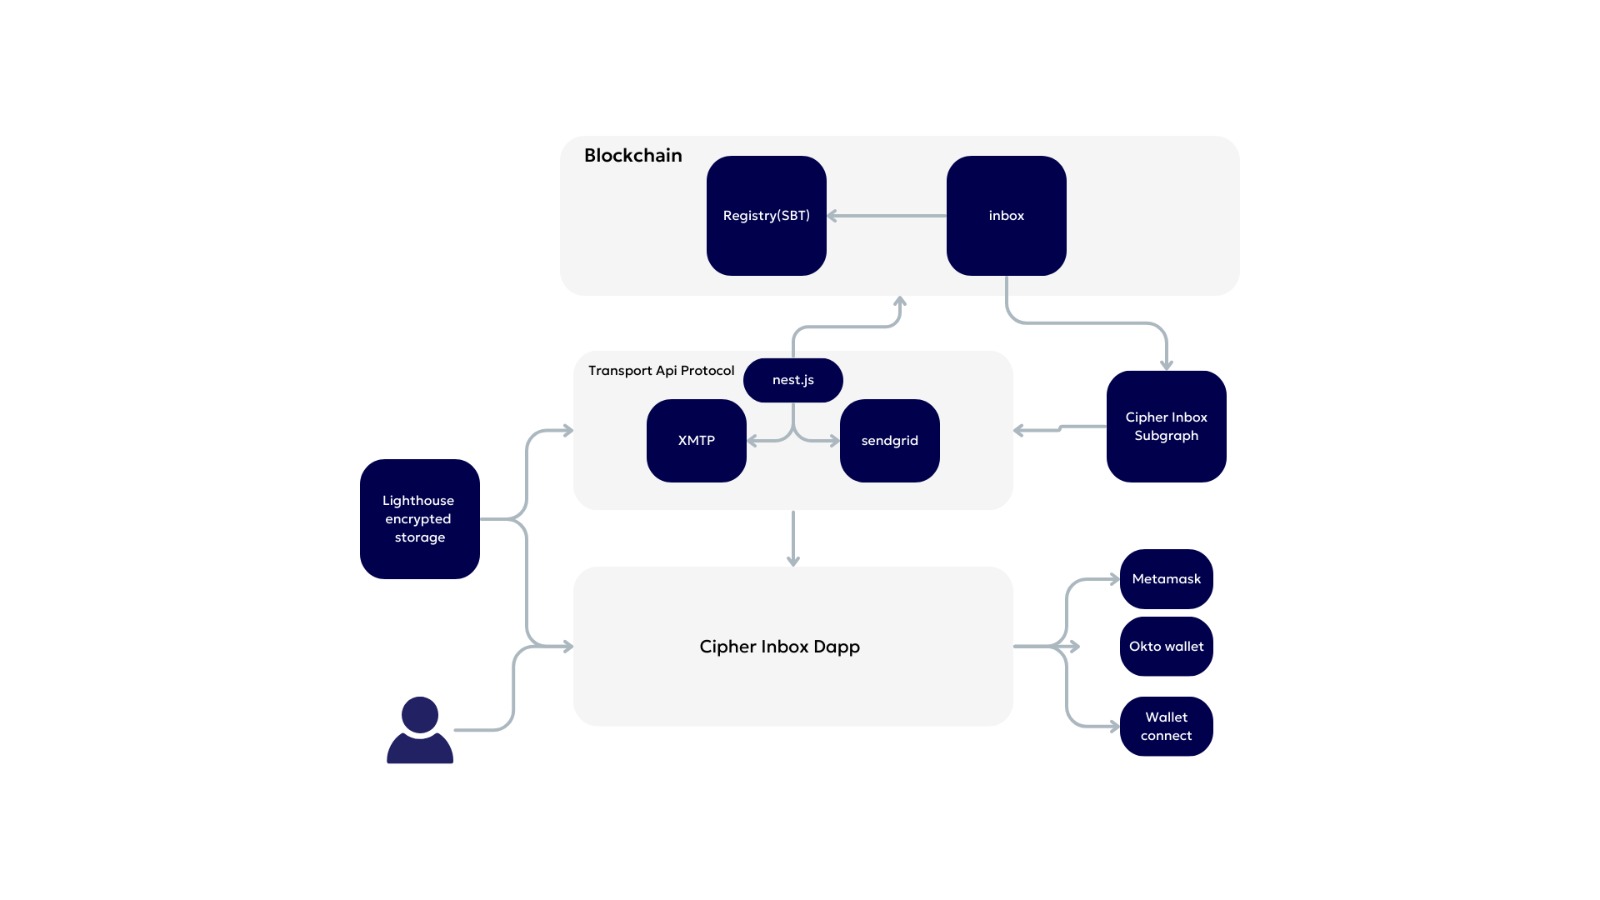 Blockchain
Registry(SBT)
inbox
Transport Api Protocol
nest.js
XMTP
sendgrid
Cipher Inbox
Subgraph
Lighthouse
encrypted
storage
Cipher Inbox Dapp
Metamask
Okto wallet
Wallet
connect